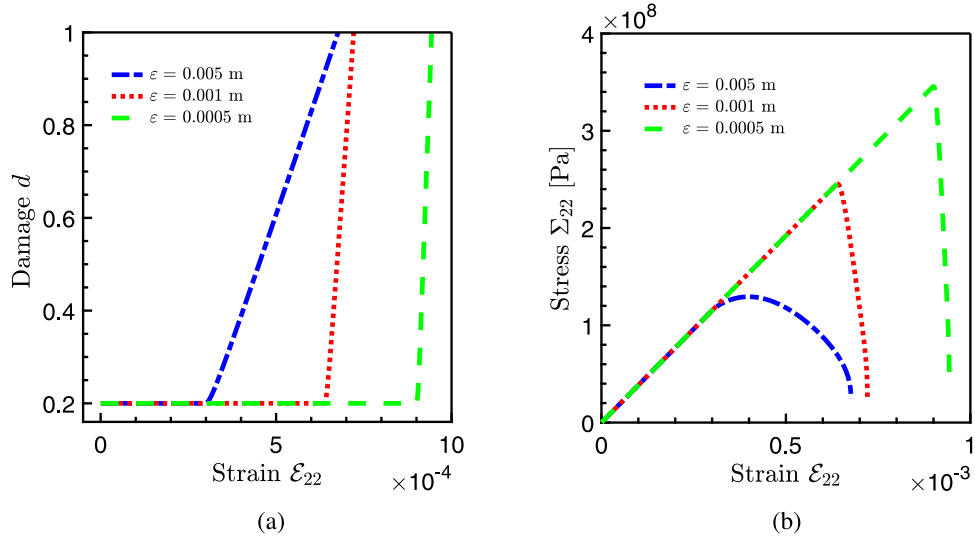 1
0.8
0.6
0.4
0.2
Damage d
ε = 0.005 m
ε = 0.001 m
ε = 0.0005 m
0 5 10
Strain ℰ₂₂
×10⁻⁴
(a)
×10⁸
4
3
2
1
0
Stress Σ₂₂ [Pa]
ε = 0.005 m
ε = 0.001 m
ε = 0.0005 m
0 0.5 1
Strain ℰ₂₂
×10⁻³
(b)